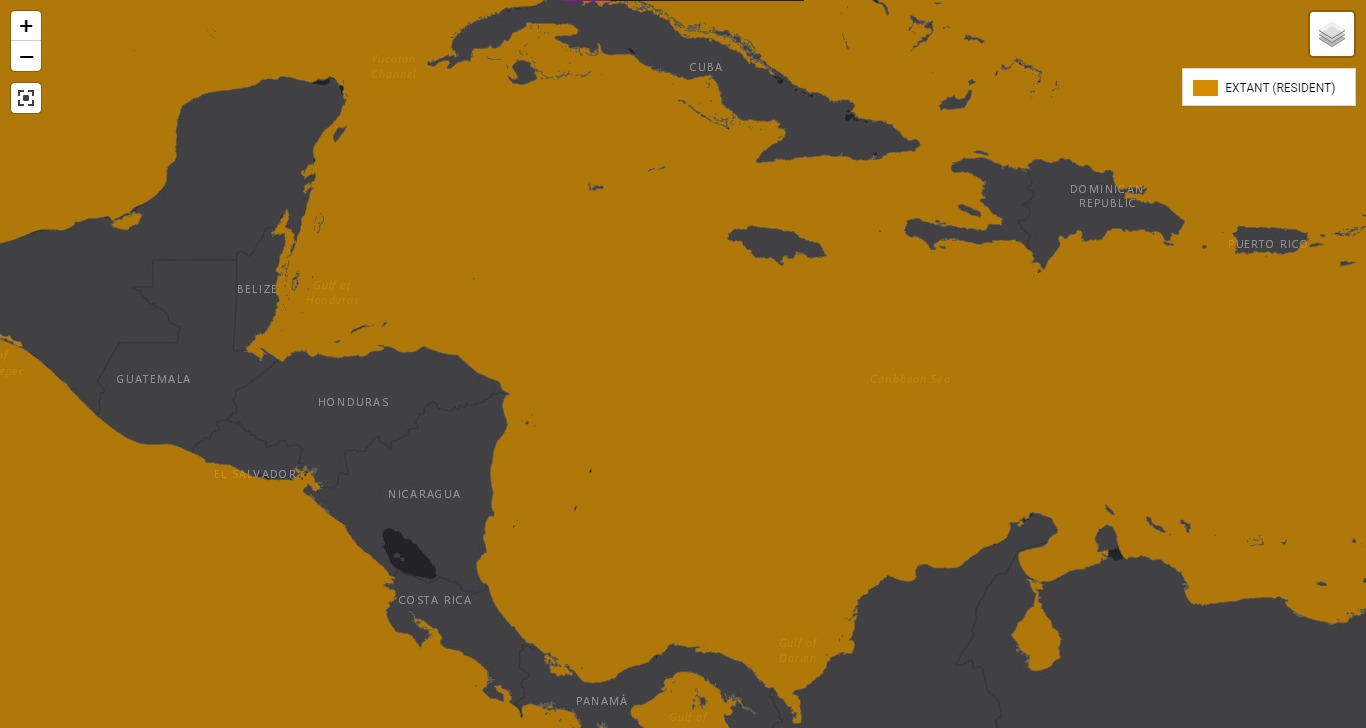 +
−
EXTANT (RESIDENT)
Yucatan
Channel
CUBA
DOMINICAN
REPUBLIC
PUERTO RICO
BELIZE
Gulf of
Honduras
of
epec
GUATEMALA
HONDURAS
Caribbean Sea
EL SALVADOR
NICARAGUA
COSTA RICA
Gulf of
Darien
PANAMÁ
Gulf of